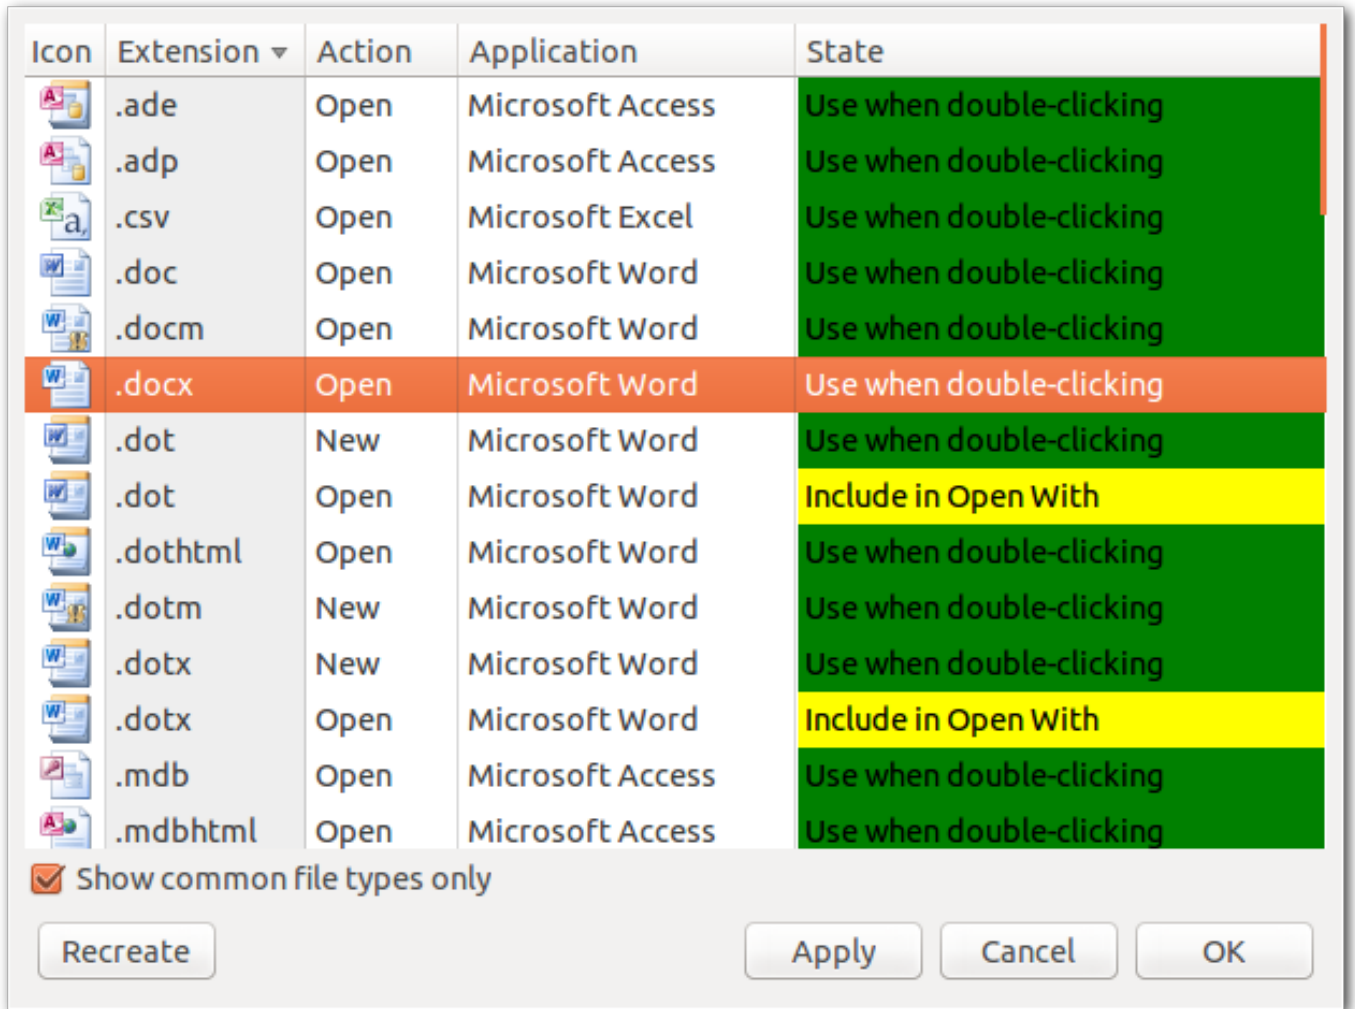 Icon Extension Action Application State
.ade Open Microsoft Access Use when double-clicking
.adp Open Microsoft Access Use when double-clicking
.csv Open Microsoft Excel Use when double-clicking
.doc Open Microsoft Word Use when double-clicking
.docm Open Microsoft Word Use when double-clicking
.docx Open Microsoft Word Use when double-clicking
.dot New Microsoft Word Use when double-clicking
.dot Open Microsoft Word Include in Open With
.dothtml Open Microsoft Word Use when double-clicking
.dotm New Microsoft Word Use when double-clicking
.dotx New Microsoft Word Use when double-clicking
.dotx Open Microsoft Word Include in Open With
.mdb Open Microsoft Access Use when double-clicking
.mdbhtml Open Microsoft Access Use when double-clicking
Show common file types only
Recreate Apply Cancel OK